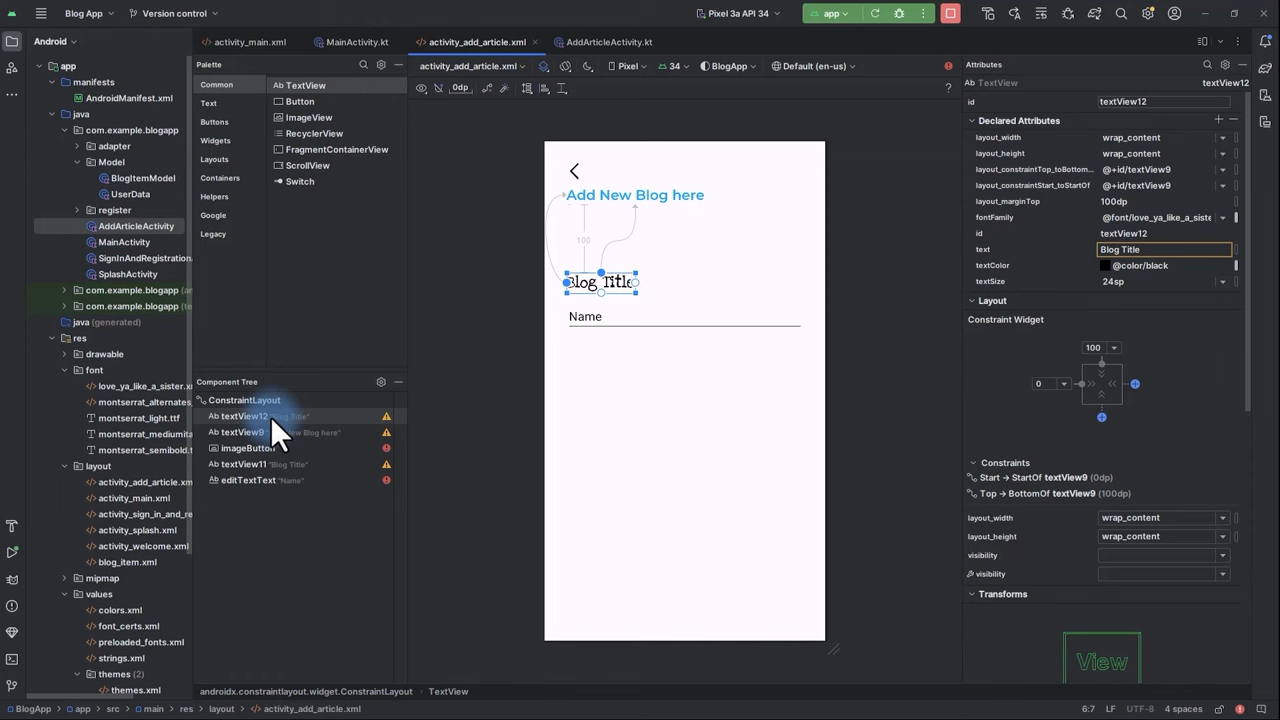 Blog App
Version control
Pixel 3a API 34
app
Android
activity_main.xml
MainActivity.kt
activity_add_article.xml
AddArticleActivity.kt
app
manifests
AndroidManifest.xml
java
com.example.blogapp
adapter
Model
BlogItemModel
UserData
register
AddArticleActivity
MainActivity
SignInAndRegistration
SplashActivity
com.example.blogapp
com.example.blogapp
java (generated)
res
drawable
font
love_ya_like_a_sister.x
montserrat_alternates
montserrat_light.ttf
montserrat_mediumita
montserrat_semibold.t
layout
activity_add_article.xml
activity_main.xml
activity_sign_in_and_re
activity_splash.xml
activity_welcome.xml
blog_item.xml
mipmap
values
colors.xml
font_certs.xml
preloaded_fonts.xml
strings.xml
themes (2)
themes.xml
Palette
Common
Text
Buttons
Widgets
Layouts
Containers
Helpers
Google
Legacy
Ab TextView
Button
ImageView
RecyclerView
FragmentContainerView
ScrollView
Switch
Component Tree
ConstraintLayout
Ab textView12 "Blog Title"
Ab textView9 New Blog here"
imageButton
Ab textView11 "Blog Title"
Ab editTextText "Name"
activity_add_article.xml
Pixel
34
BlogApp
Default (en-us)
0dp
?
Add New Blog here
100
Blog Title
Name
Attributes
Ab TextView textView12
id textView12
Declared Attributes
layout_width wrap_content
layout_height wrap_content
layout_constraintTop_toBottom... @+id/textView9
layout_constraintStart_toStartOf @+id/textView9
layout_marginTop 100dp
fontFamily @font/love_ya_like_a_siste
id textView12
text Blog Title
textColor @color/black
textSize 24sp
Layout
Constraint Widget
100
0
Constraints
Start → StartOf textView9 (0dp)
Top → BottomOf textView9 (100dp)
layout_width wrap_content
layout_height wrap_content
visibility
visibility
Transforms
View
androidx.constraintlayout.widget.ConstraintLayout TextView
BlogApp app src main res layout activity_add_article.xml
6:7 LF UTF-8 4 spaces